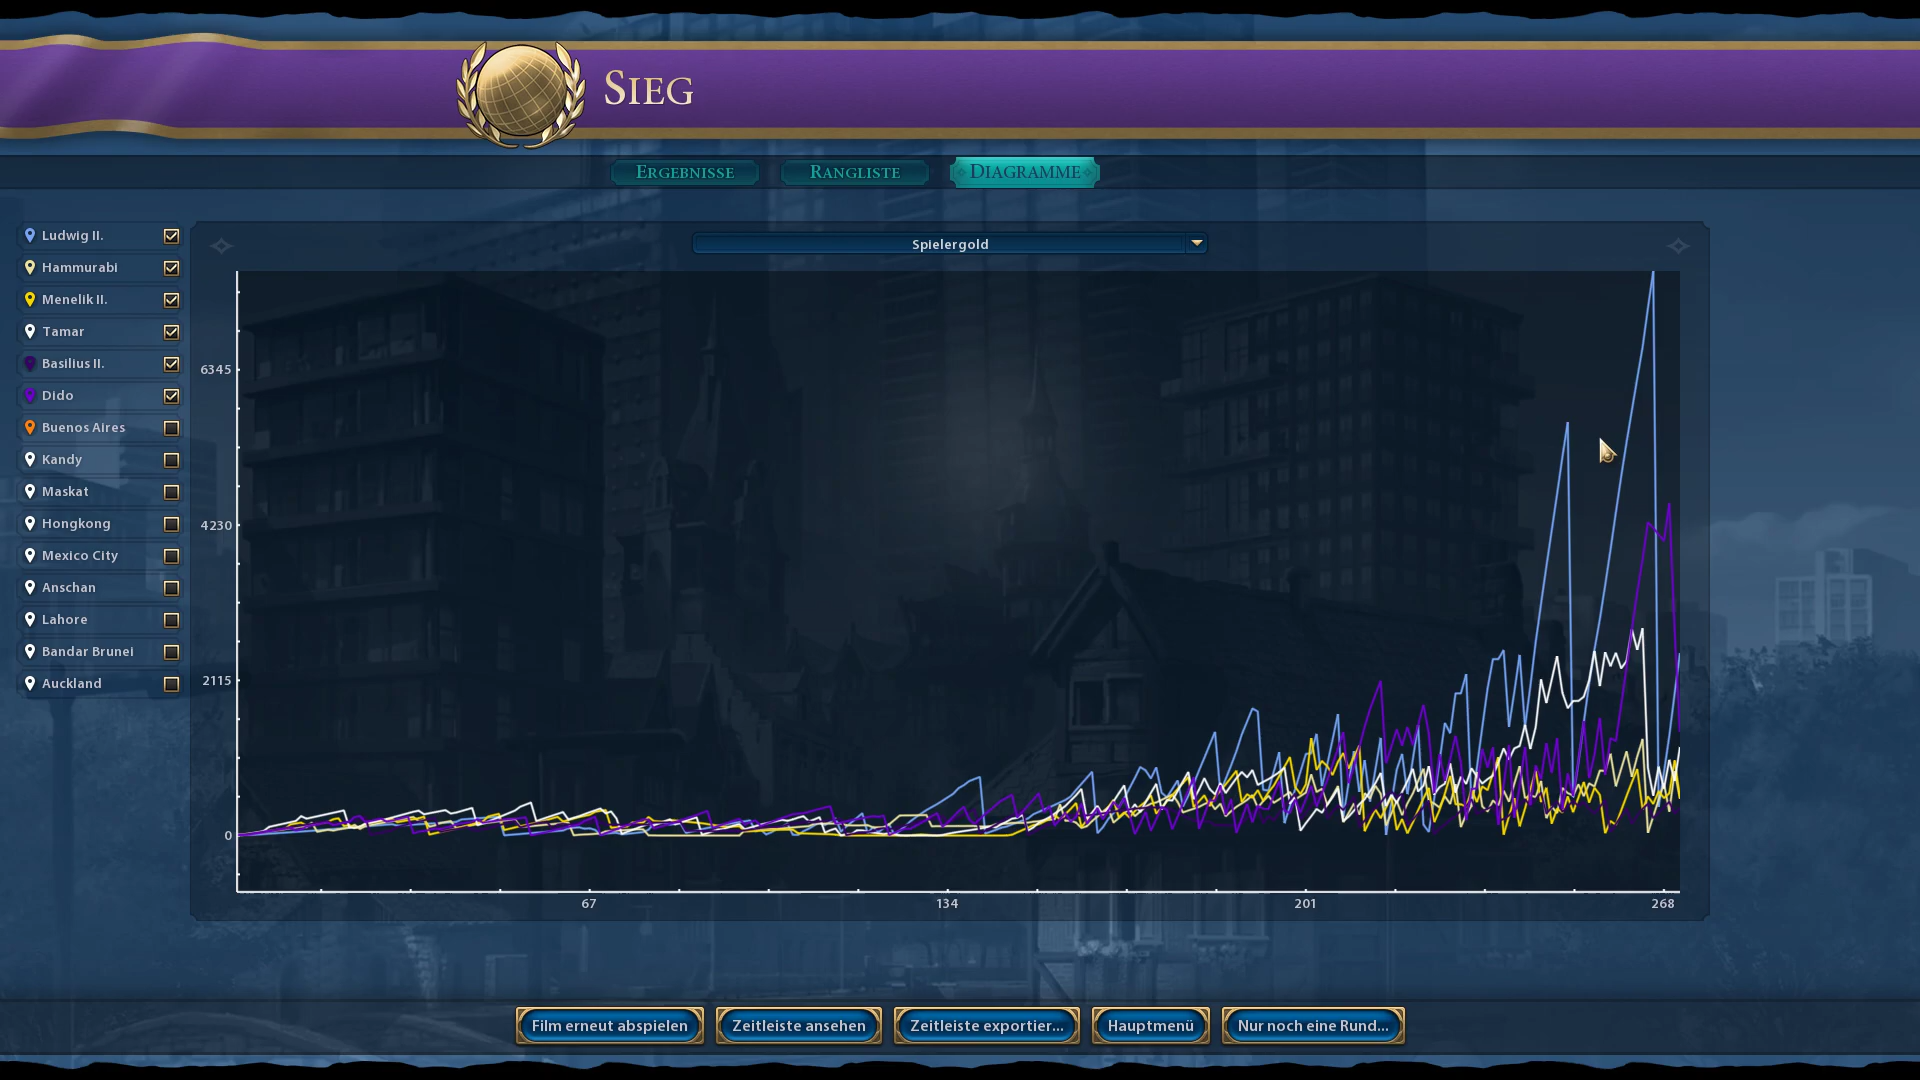 SIEG
ERGEBNISSE RANGLISTE DIAGRAMME
Spielergold
Ludwig II.
Hammurabi
Menelik II.
Tamar
Basilius II.
Dido
Buenos Aires
Kandy
Maskat
Hongkong
Mexico City
Anschan
Lahore
Bandar Brunei
Auckland
6345
4230
2115
0
67 134 201 268
Film erneut abspielen Zeitleiste ansehen Zeitleiste exportier... Hauptmenü Nur noch eine Rund...